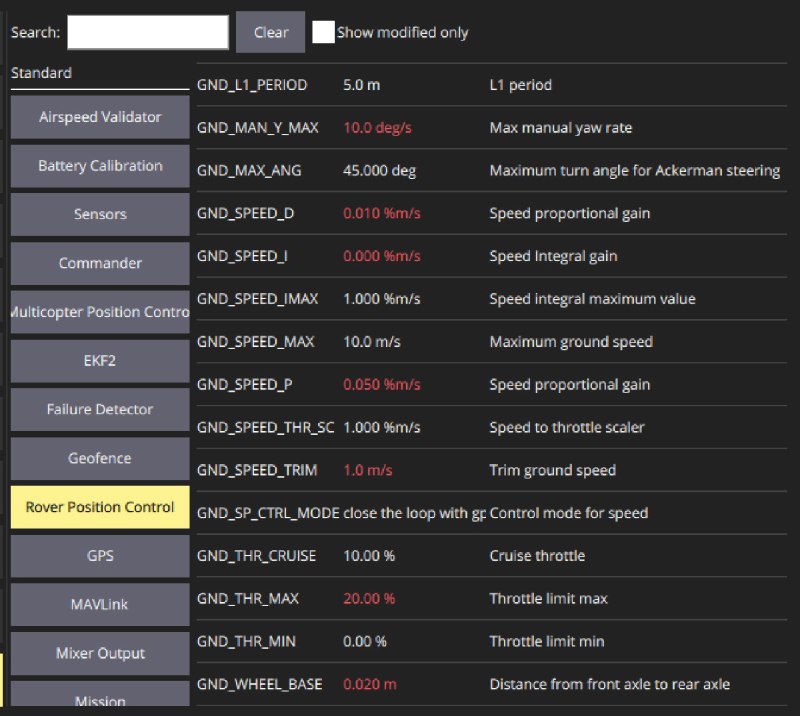 Search: Clear Show modified only
Standard
Airspeed Validator
Battery Calibration
Sensors
Commander
Multicopter Position Contro
EKF2
Failure Detector
Geofence
Rover Position Control
GPS
MAVLink
Mixer Output
Mission
GND_L1_PERIOD 5.0 m L1 period
GND_MAN_Y_MAX 10.0 deg/s Max manual yaw rate
GND_MAX_ANG 45.000 deg Maximum turn angle for Ackerman steering
GND_SPEED_D 0.010 %m/s Speed proportional gain
GND_SPEED_I 0.000 %m/s Speed Integral gain
GND_SPEED_IMAX 1.000 %m/s Speed integral maximum value
GND_SPEED_MAX 10.0 m/s Maximum ground speed
GND_SPEED_P 0.050 %m/s Speed proportional gain
GND_SPEED_THR_SC 1.000 %m/s Speed to throttle scaler
GND_SPEED_TRIM 1.0 m/s Trim ground speed
GND_SP_CTRL_MODE close the loop with gp Control mode for speed
GND_THR_CRUISE 10.00 % Cruise throttle
GND_THR_MAX 20.00 % Throttle limit max
GND_THR_MIN 0.00 % Throttle limit min
GND_WHEEL_BASE 0.020 m Distance from front axle to rear axle